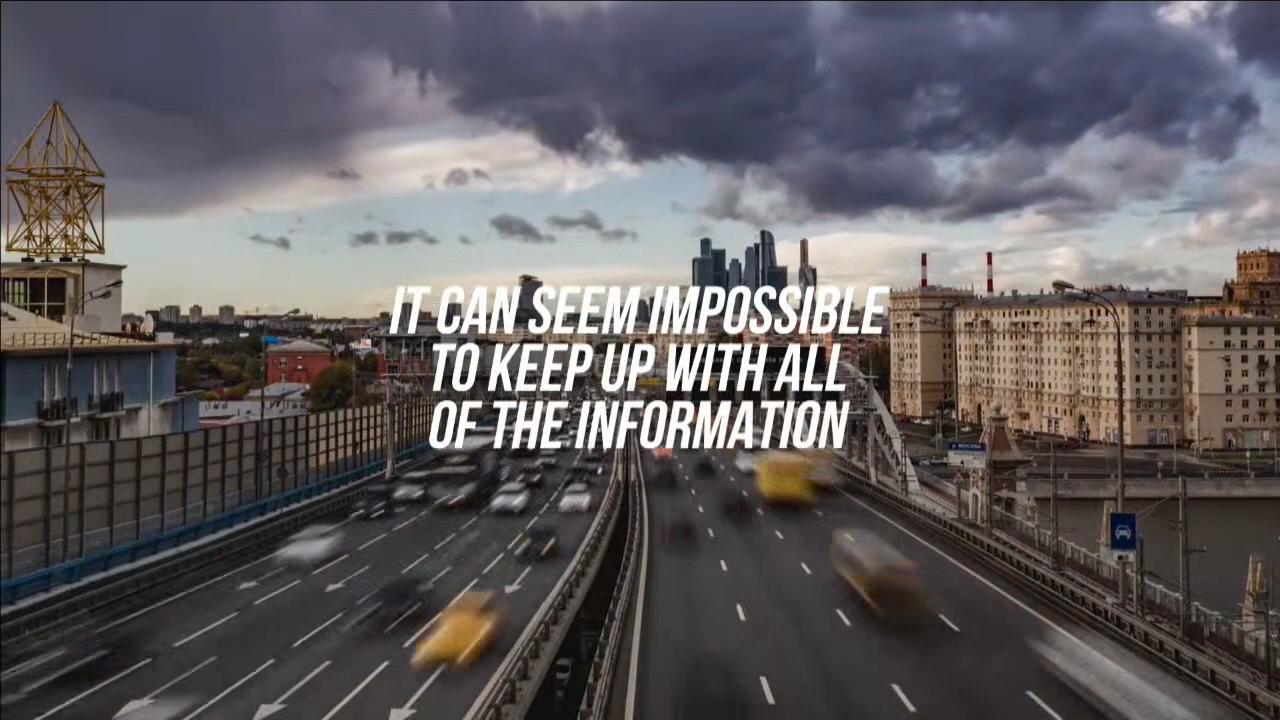 IT CAN SEEM IMPOSSIBLE
TO KEEP UP WITH ALL
OF THE INFORMATION